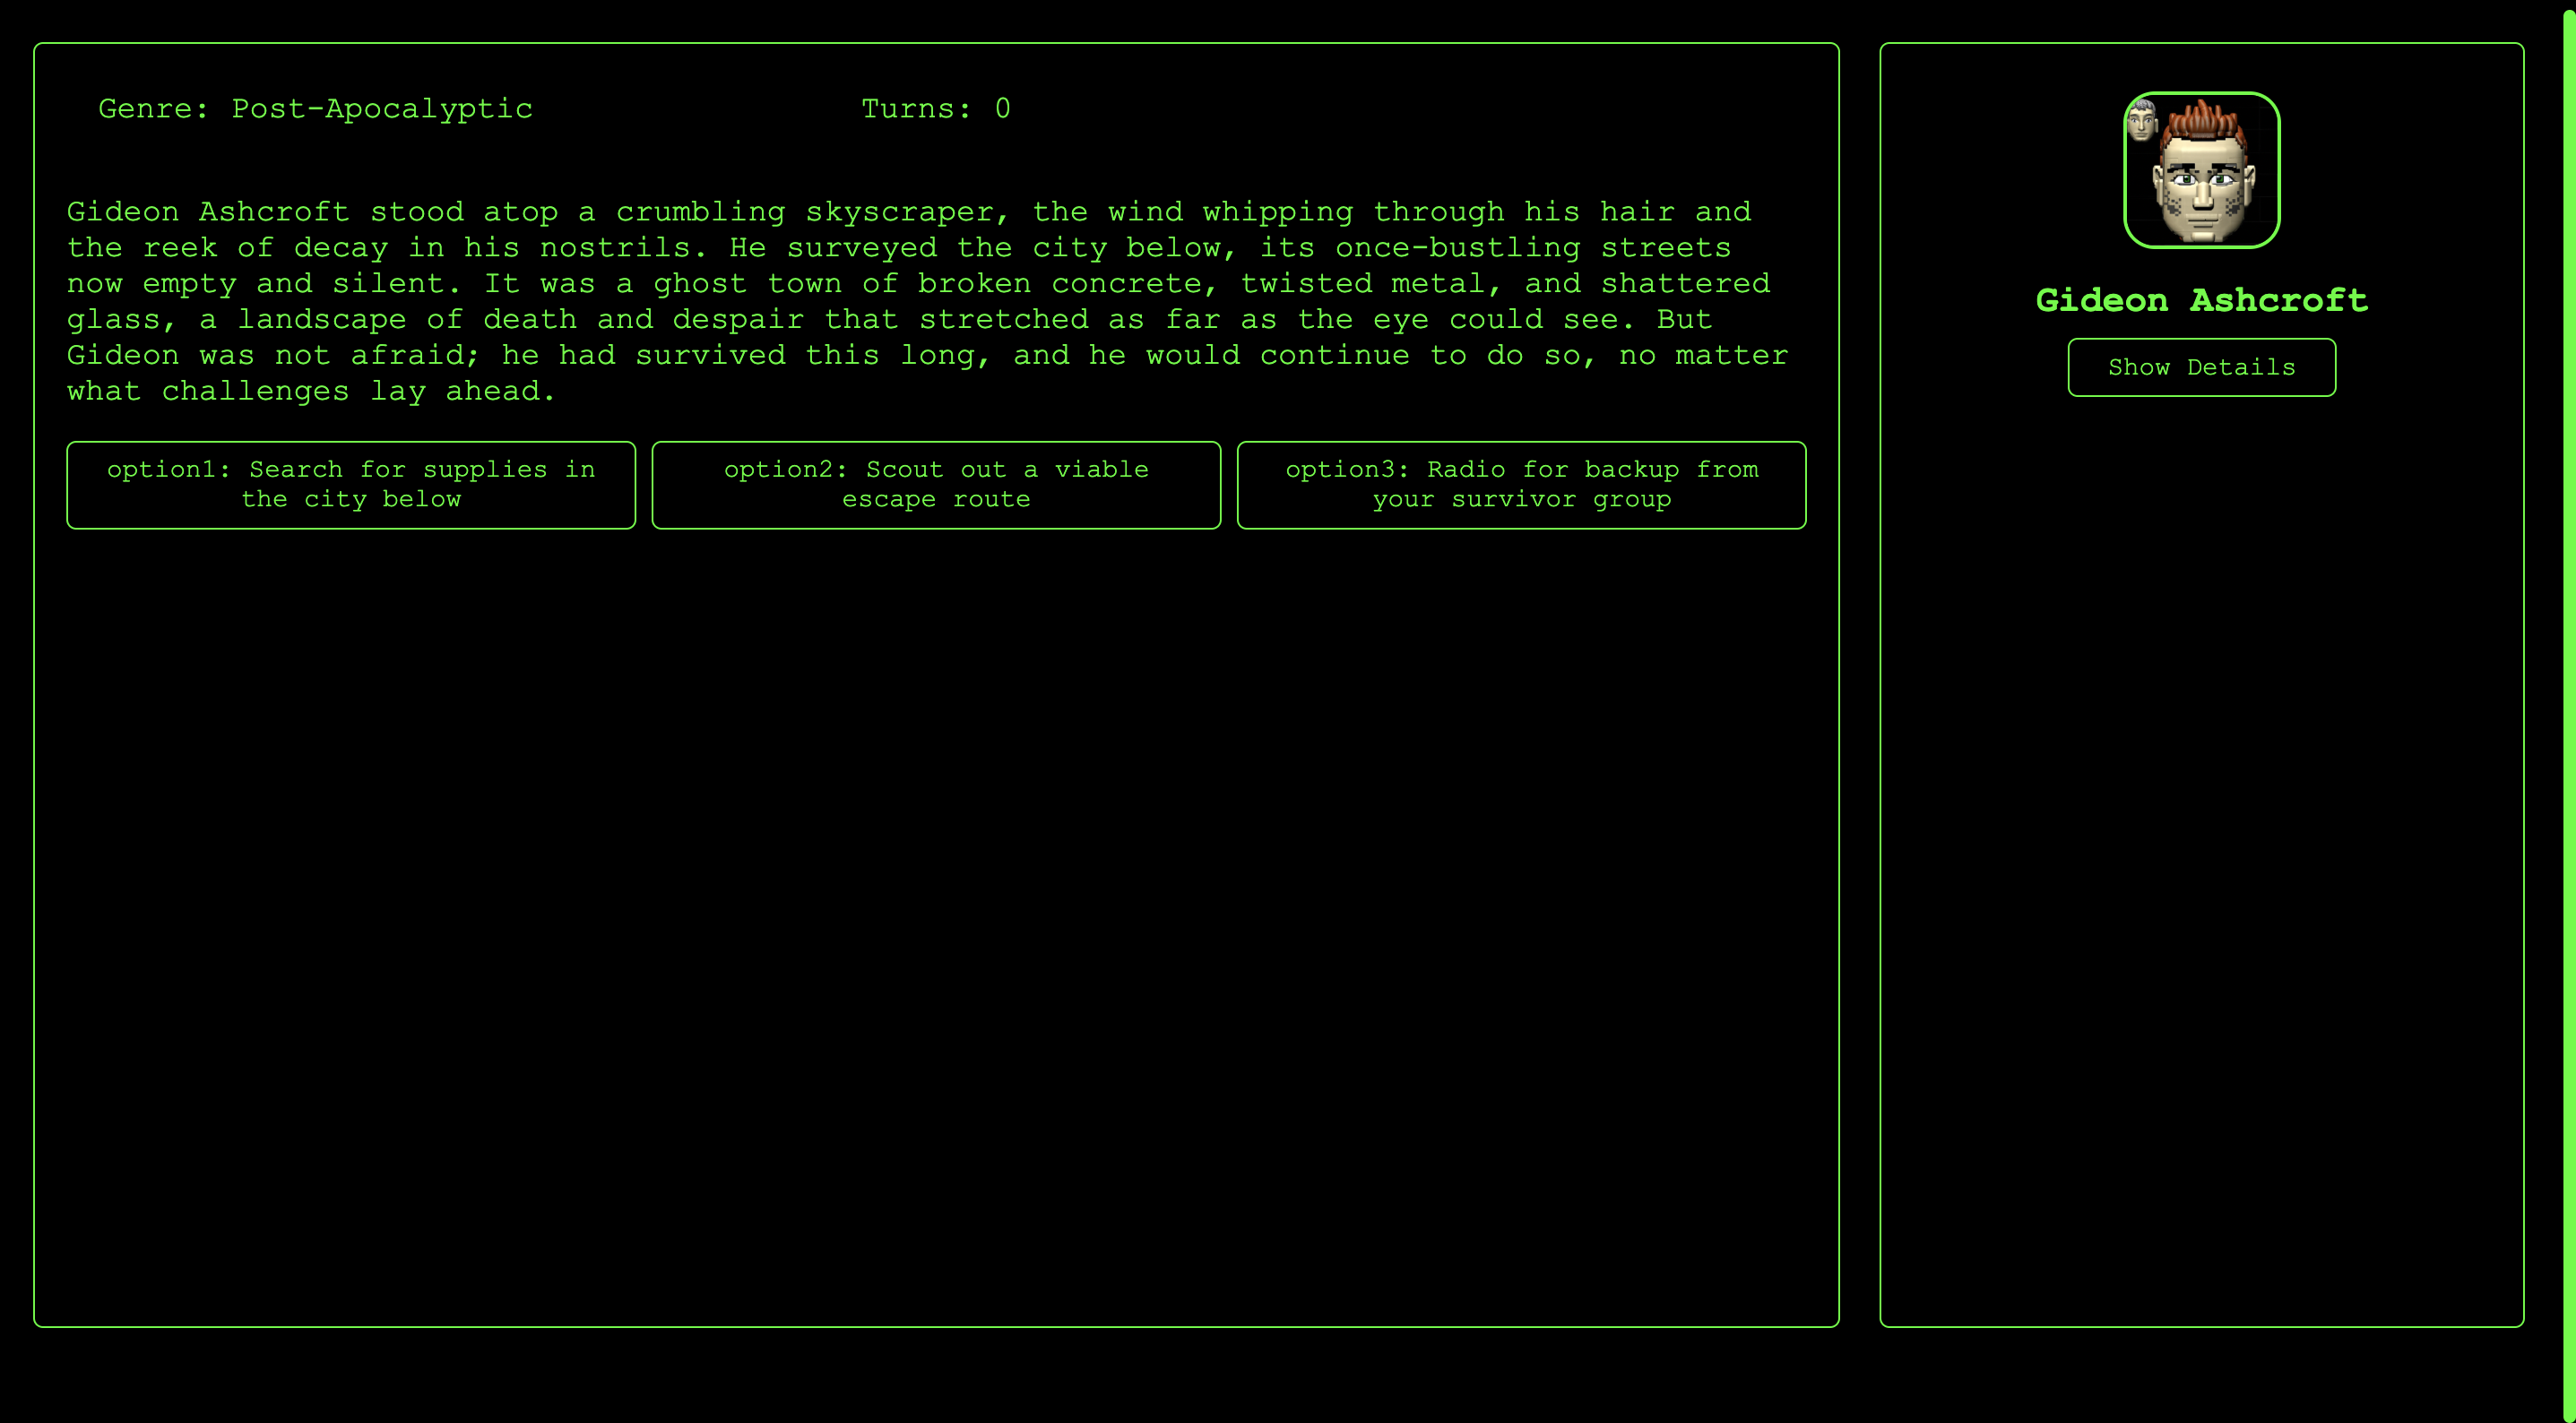 Genre: Post-Apocalyptic
Turns: 0
Gideon Ashcroft stood atop a crumbling skyscraper, the wind whipping through his hair and
the reek of decay in his nostrils. He surveyed the city below, its once-bustling streets
now empty and silent. It was a ghost town of broken concrete, twisted metal, and shattered
glass, a landscape of death and despair that stretched as far as the eye could see. But
Gideon was not afraid; he had survived this long, and he would continue to do so, no matter
what challenges lay ahead.
option1: Search for supplies in
the city below
option2: Scout out a viable
escape route
option3: Radio for backup from
your survivor group
Gideon Ashcroft
Show Details